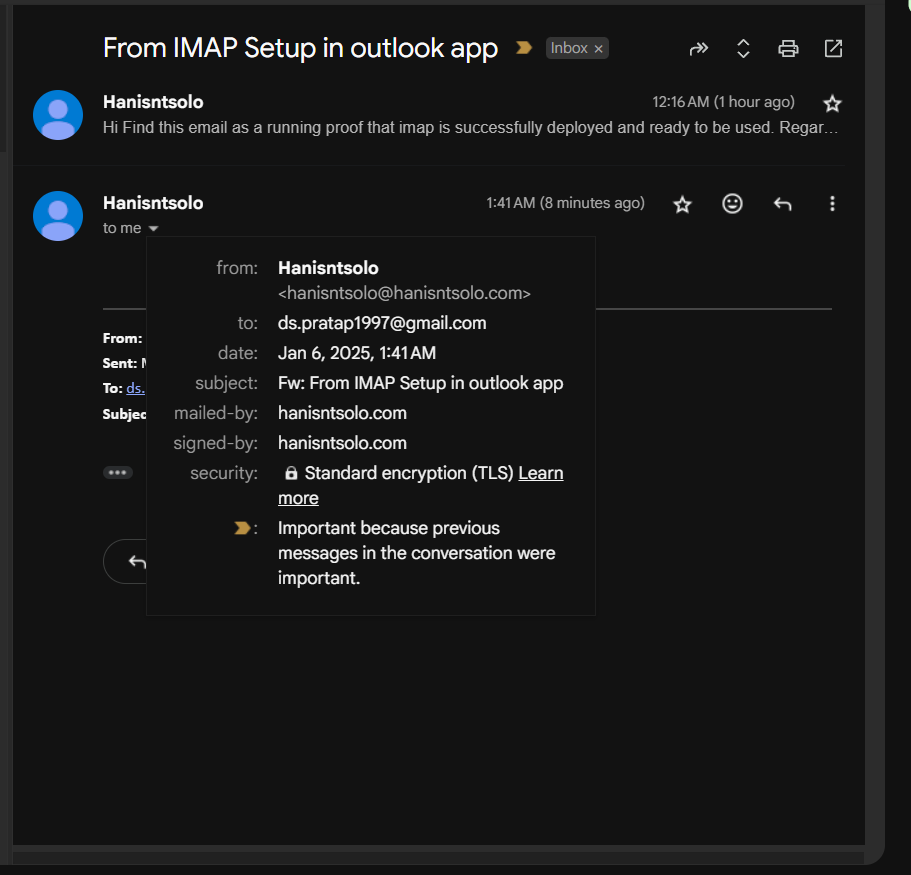 From IMAP Setup in outlook app Inbox ×
Hanisntsolo 12:16 AM (1 hour ago)
Hi Find this email as a running proof that imap is successfully deployed and ready to be used. Regar…
Hanisntsolo 1:41 AM (8 minutes ago)
to me
from: Hanisntsolo
<hanisntsolo@hanisntsolo.com>
to: ds.pratap1997@gmail.com
date: Jan 6, 2025, 1:41 AM
subject: Fw: From IMAP Setup in outlook app
mailed-by: hanisntsolo.com
signed-by: hanisntsolo.com
security: Standard encryption (TLS) Learn
more
: Important because previous
messages in the conversation were
important.
From:
Sent:
To: ds.
Subjec